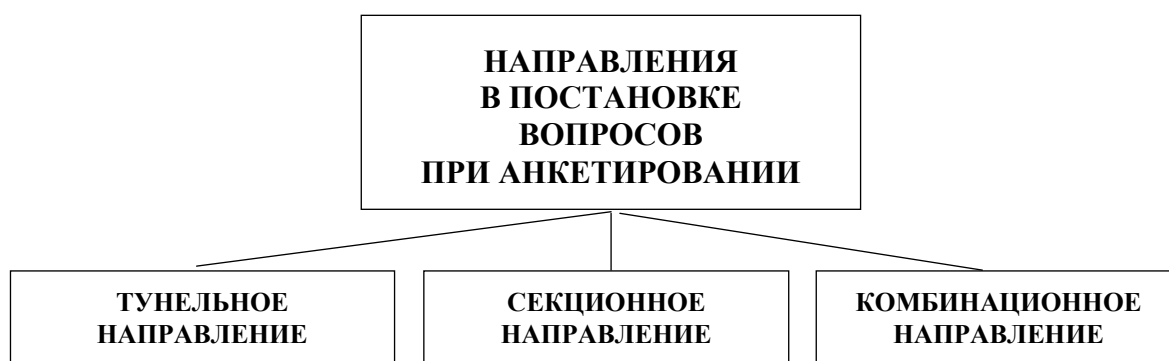 НАПРАВЛЕНИЯ
В ПОСТАНОВКЕ
ВОПРОСОВ
ПРИ АНКЕТИРОВАНИИ
ТУНЕЛЬНОЕ
НАПРАВЛЕНИЕ
СЕКЦИОННОЕ
НАПРАВЛЕНИЕ
КОМБИНАЦИОННОЕ
НАПРАВЛЕНИЕ